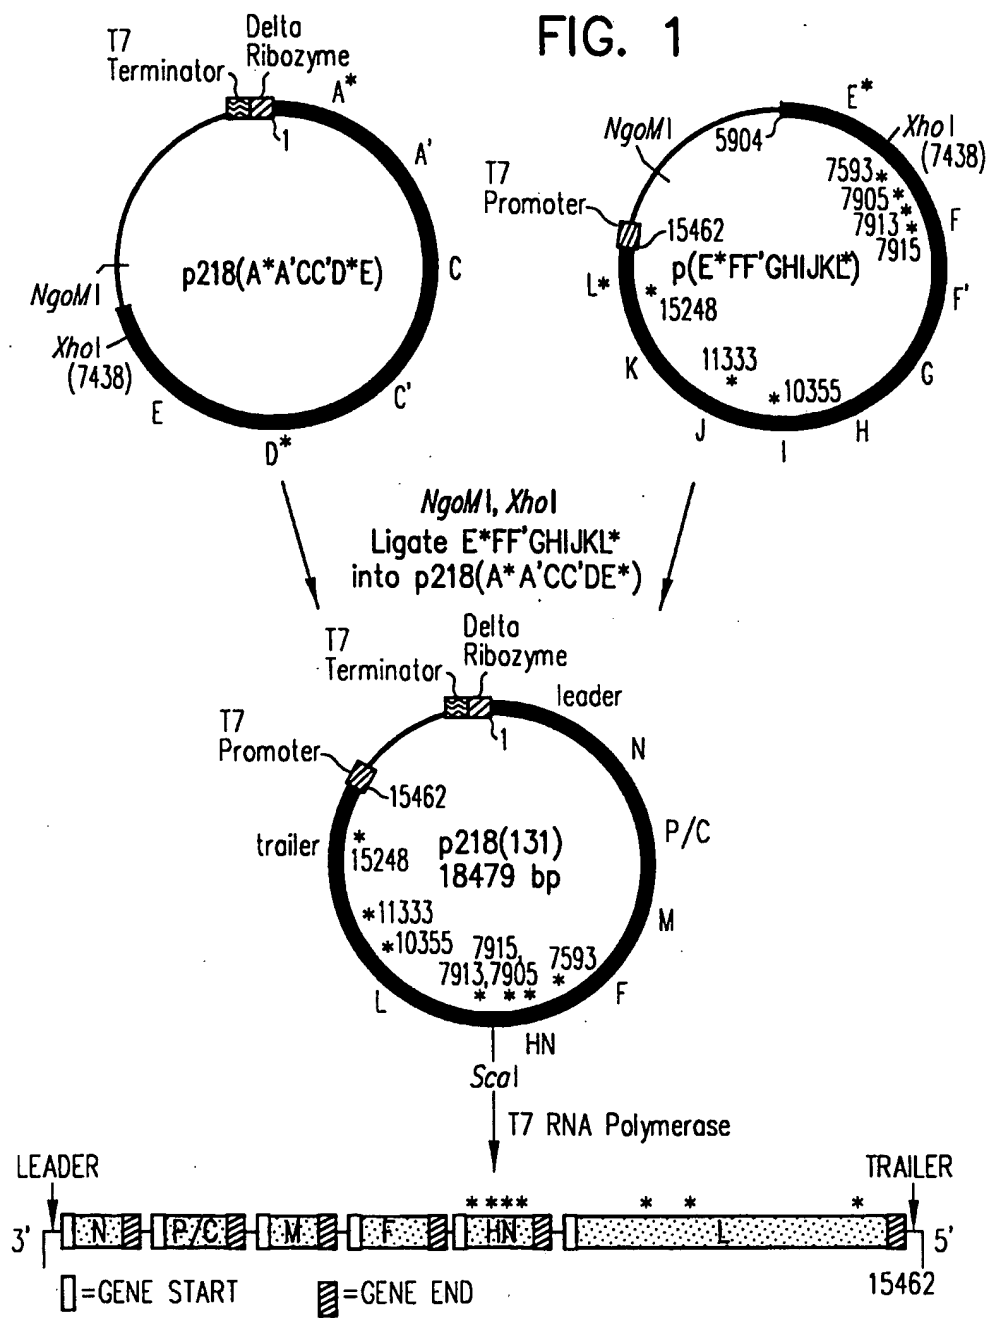 FIG. 1
T7
Terminator
Delta
Ribozyme
A*
1
A'
C
C'
D*
E
XhoI
(7438)
NgoMI
p218(A*A'CC'D*E)
E*
XhoI
(7438)
5904
NgoMI
T7
Promoter
15462
7593*
7905*
7913*
7915*
F
F'
G
H
I
J
K
L*
p(E*FF'GHIJKL*)
*15248
11333
*
*10355
NgoMI, XhoI
Ligate E*FF'GHIJKL*
into p218(A*A'CC'DE*)
T7
Terminator
Delta
Ribozyme
leader
1
T7
Promoter
15462
N
P/C
M
F
HN
L
trailer
p218(131)
18479 bp
*
15248
*11333
*10355
7915,
7913,7905
* * *
7593
*
ScaI
T7 RNA Polymerase
LEADER
TRAILER
* * * * * * *
3' N P/C M F HN L 5'
15462
=GENE START
=GENE END